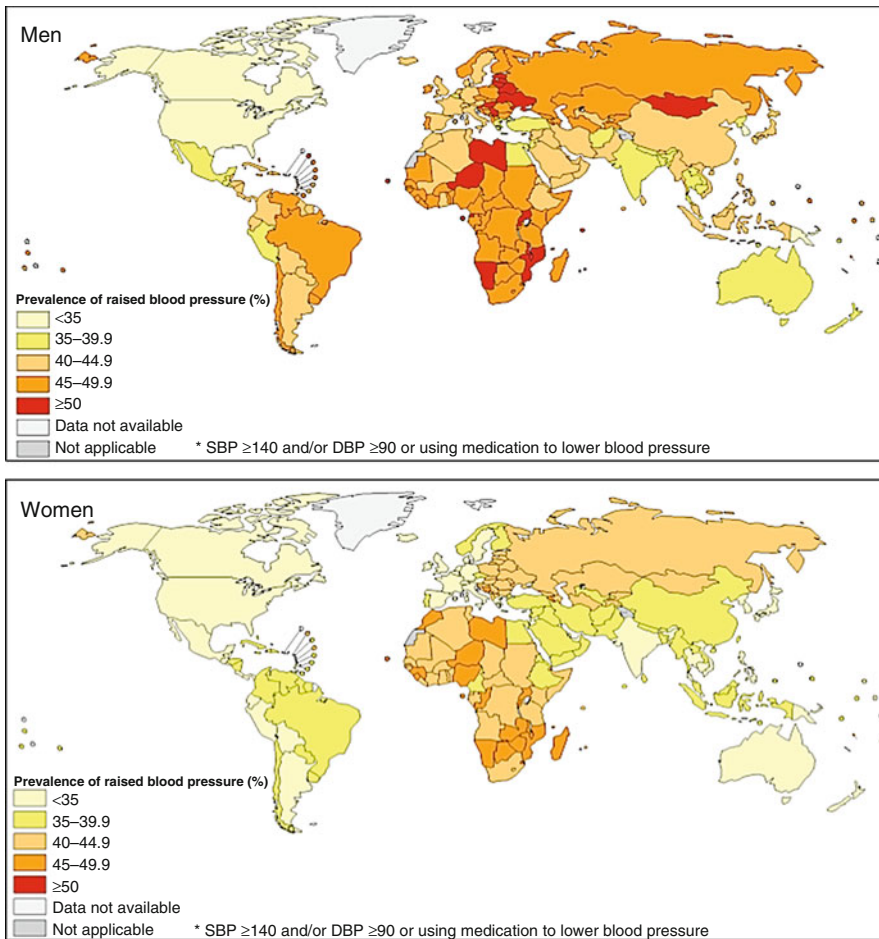 Men
Prevalence of raised blood pressure (%)
<35
35–39.9
40–44.9
45–49.9
≥50
Data not available
Not applicable * SBP ≥140 and/or DBP ≥90 or using medication to lower blood pressure
Women
Prevalence of raised blood pressure (%)
<35
35–39.9
40–44.9
45–49.9
≥50
Data not available
Not applicable * SBP ≥140 and/or DBP ≥90 or using medication to lower blood pressure